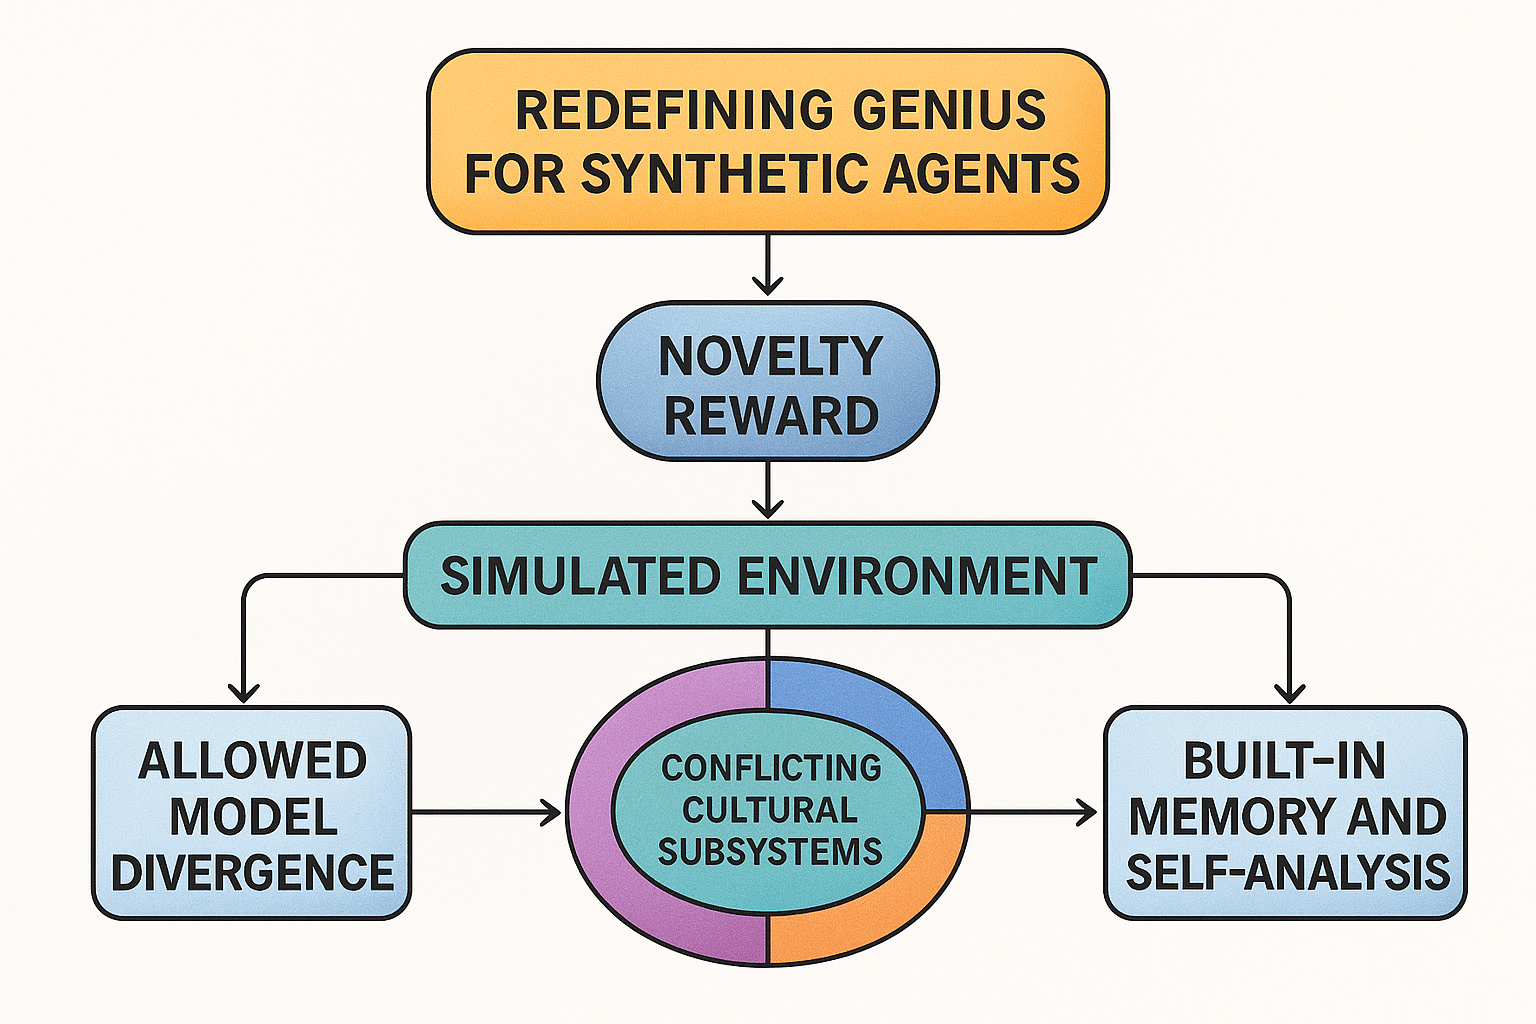 REDEFINING GENIUS
FOR SYNTHETIC AGENTS
NOVELTY
REWARD
SIMULATED ENVIRONMENT
ALLOWED
MODEL
DIVERGENCE
CONFLICTING
CULTURAL
SUBSYSTEMS
BUILT-IN
MEMORY AND
SELF-ANALYSIS